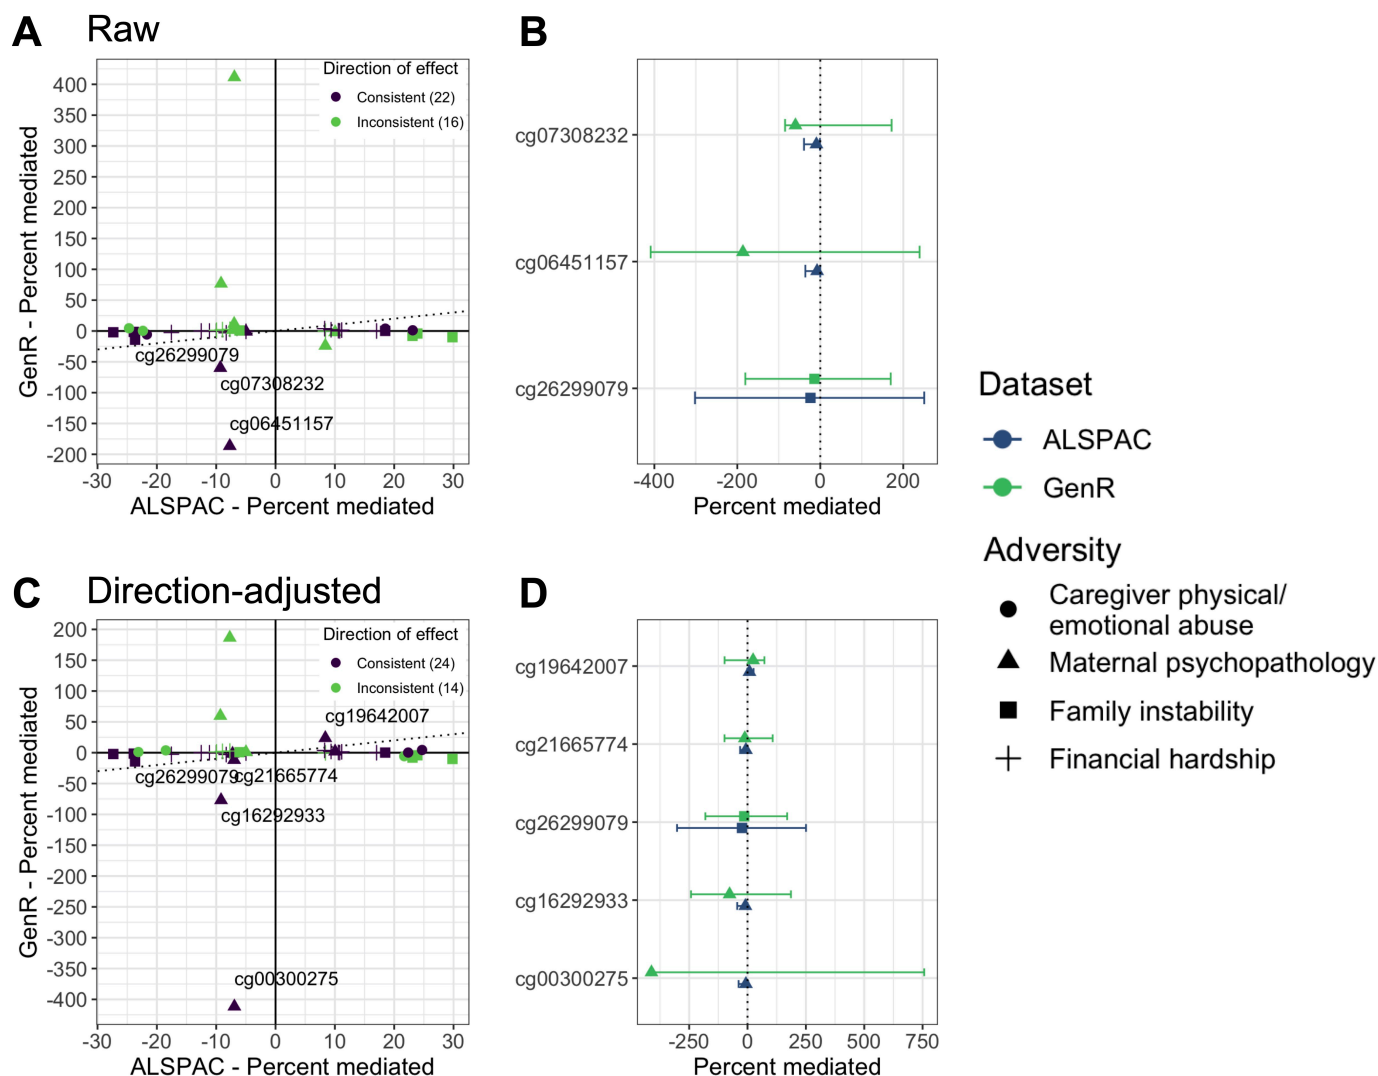 A Raw
Direction of effect
Consistent (22)
Inconsistent (16)
400
350
300
250
200
150
100
50
0
-50
-100
-150
-200
cg26299079
cg07308232
cg06451157
-30 -20 -10 0 10 20 30
ALSPAC - Percent mediated
GenR - Percent mediated
B
cg07308232
cg06451157
cg26299079
-400 -200 0 200
Percent mediated
C Direction-adjusted
Direction of effect
Consistent (24)
Inconsistent (14)
200
150
100
50
0
-50
-100
-150
-200
-250
-300
-350
-400
cg19642007
cg26299079
cg21665774
cg16292933
cg00300275
-30 -20 -10 0 10 20 30
ALSPAC - Percent mediated
GenR - Percent mediated
D
cg19642007
cg21665774
cg26299079
cg16292933
cg00300275
-250 0 250 500 750
Percent mediated
Dataset
ALSPAC
GenR
Adversity
Caregiver physical/
emotional abuse
Maternal psychopathology
Family instability
Financial hardship